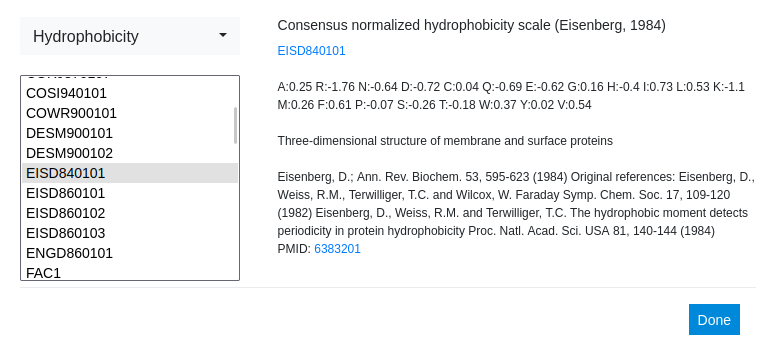 Hydrophobicity
COSI940101
COWR900101
DESM900101
DESM900102
EISD840101
EISD860101
EISD860102
EISD860103
ENGD860101
FAC1
Consensus normalized hydrophobicity scale (Eisenberg, 1984)
EISD840101
A:0.25 R:-1.76 N:-0.64 D:-0.72 C:0.04 Q:-0.69 E:-0.62 G:0.16 H:-0.4 I:0.73 L:0.53 K:-1.1
M:0.26 F:0.61 P:-0.07 S:-0.26 T:-0.18 W:0.37 Y:0.02 V:0.54
Three-dimensional structure of membrane and surface proteins
Eisenberg, D.; Ann. Rev. Biochem. 53, 595-623 (1984) Original references: Eisenberg, D.,
Weiss, R.M., Terwilliger, T.C. and Wilcox, W. Faraday Symp. Chem. Soc. 17, 109-120
(1982) Eisenberg, D., Weiss, R.M. and Terwilliger, T.C. The hydrophobic moment detects
periodicity in protein hydrophobicity Proc. Natl. Acad. Sci. USA 81, 140-144 (1984)
PMID: 6383201
Done